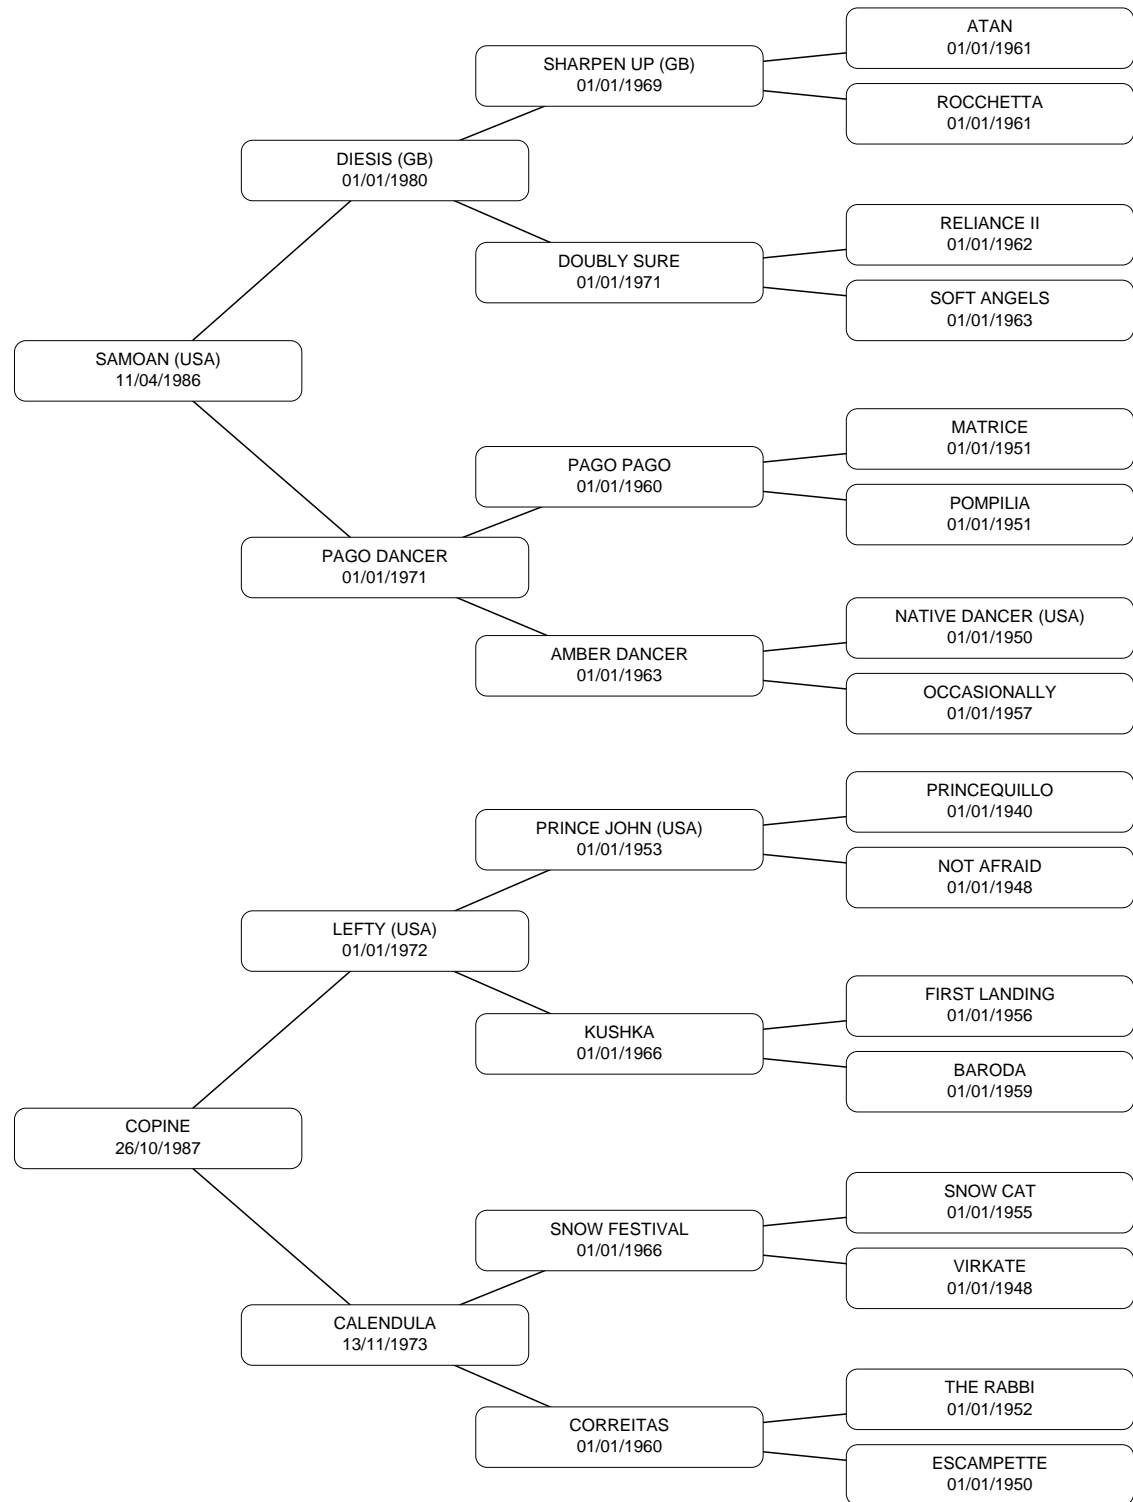 ATAN
01/01/1961
SHARPEN UP (GB)
01/01/1969
ROCCHETTA
01/01/1961
DIESIS (GB)
01/01/1980
RELIANCE II
01/01/1962
DOUBLY SURE
01/01/1971
SOFT ANGELS
01/01/1963
SAMOAN (USA)
11/04/1986
MATRICE
01/01/1951
PAGO PAGO
01/01/1960
POMPILIA
01/01/1951
PAGO DANCER
01/01/1971
NATIVE DANCER (USA)
01/01/1950
AMBER DANCER
01/01/1963
OCCASIONALLY
01/01/1957
PRINCEQUILLO
01/01/1940
PRINCE JOHN (USA)
01/01/1953
NOT AFRAID
01/01/1948
LEFTY (USA)
01/01/1972
FIRST LANDING
01/01/1956
KUSHKA
01/01/1966
BARODA
01/01/1959
COPINE
26/10/1987
SNOW CAT
01/01/1955
SNOW FESTIVAL
01/01/1966
VIRKATE
01/01/1948
CALENDULA
13/11/1973
THE RABBI
01/01/1952
CORREITAS
01/01/1960
ESCAMPETTE
01/01/1950